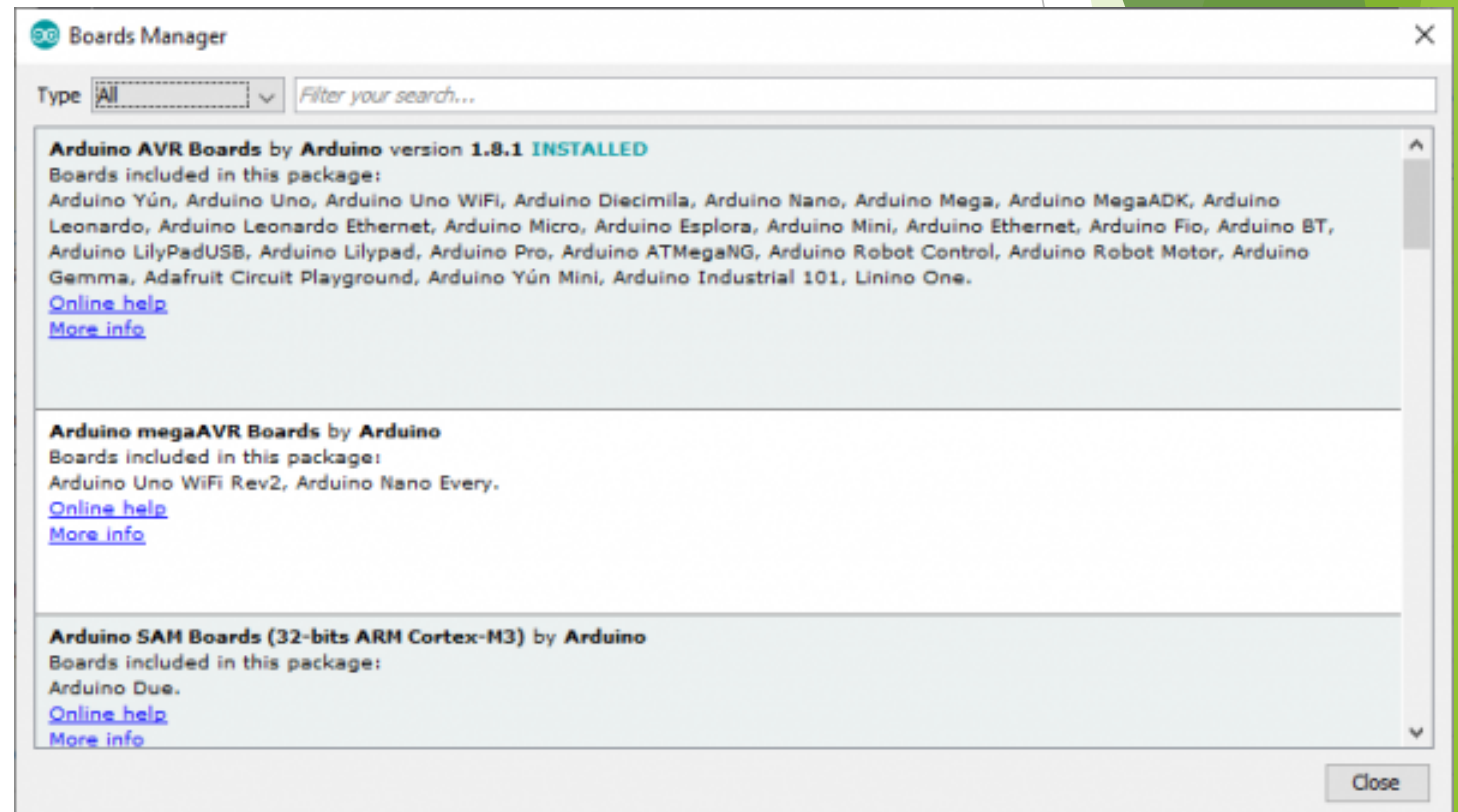 Boards Manager
Type All Filter your search...
Arduino AVR Boards by Arduino version 1.8.1 INSTALLED
Boards included in this package:
Arduino Yún, Arduino Uno, Arduino Uno WiFi, Arduino Diecimila, Arduino Nano, Arduino Mega, Arduino MegaADK, Arduino
Leonardo, Arduino Leonardo Ethernet, Arduino Micro, Arduino Esplora, Arduino Mini, Arduino Ethernet, Arduino Fio, Arduino BT,
Arduino LilyPadUSB, Arduino Lilypad, Arduino Pro, Arduino ATMegaNG, Arduino Robot Control, Arduino Robot Motor, Arduino
Gemma, Adafruit Circuit Playground, Arduino Yún Mini, Arduino Industrial 101, Linino One.
Online help
More info
Arduino megaAVR Boards by Arduino
Boards included in this package:
Arduino Uno WiFi Rev2, Arduino Nano Every.
Online help
More info
Arduino SAM Boards (32-bits ARM Cortex-M3) by Arduino
Boards included in this package:
Arduino Due.
Online help
More info
Close